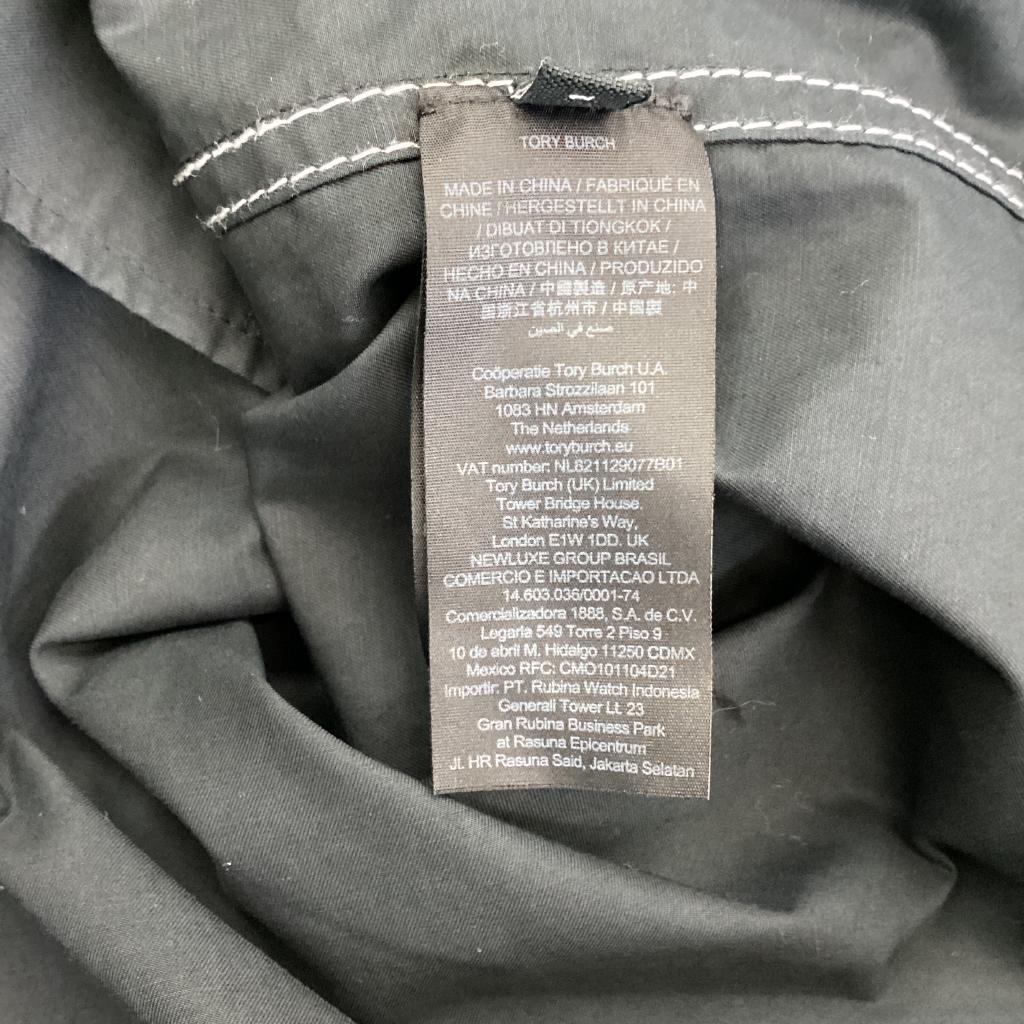 TORY BURCH
MADE IN CHINA / FABRIQUÉ EN
CHINE / HERGESTELLT IN CHINA
/ DIBUAT DI TIONGKOK /
ИЗГОТОВЛЕНО В КИТАЕ /
HECHO EN CHINA / PRODUZIDO
NA CHINA / 中國製造 / 原产地: 中
国浙江省杭州市 / 中国製
صنع في الصين
Coöperatie Tory Burch U.A.
Barbara Strozzilaan 101
1083 HN Amsterdam
The Netherlands
www.toryburch.eu
VAT number: NL821129077B01
Tory Burch (UK) Limited
Tower Bridge House,
St Katharine's Way,
London E1W 1DD. UK
NEWLUXE GROUP BRASIL
COMERCIO E IMPORTACAO LTDA
14.603.036/0001-74
Comercializadora 1888, S.A. de C.V.
Legaria 549 Torre 2 Piso 9
10 de abril M. Hidalgo 11250 CDMX
Mexico RFC: CMO101104D21
Importir: PT. Rubina Watch Indonesia
Generali Tower Lt. 23
Gran Rubina Business Park
at Rasuna Epicentrum
Jl. HR Rasuna Said, Jakarta Selatan